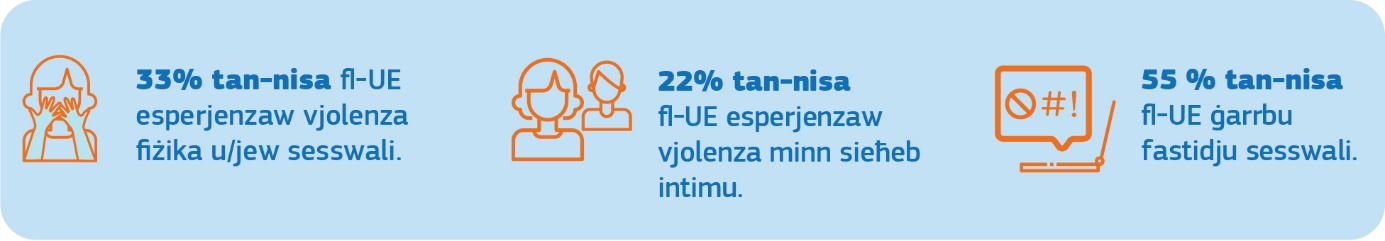 33% tan-nisa fl-UE
esperjenzaw vjolenza
fiżika u/jew sesswali.
22% tan-nisa
fl-UE esperjenzaw
vjolenza minn sieħeb
intimu.
#!
55 % tan-nisa
fl-UE ġarrbu
fastidju sesswali.